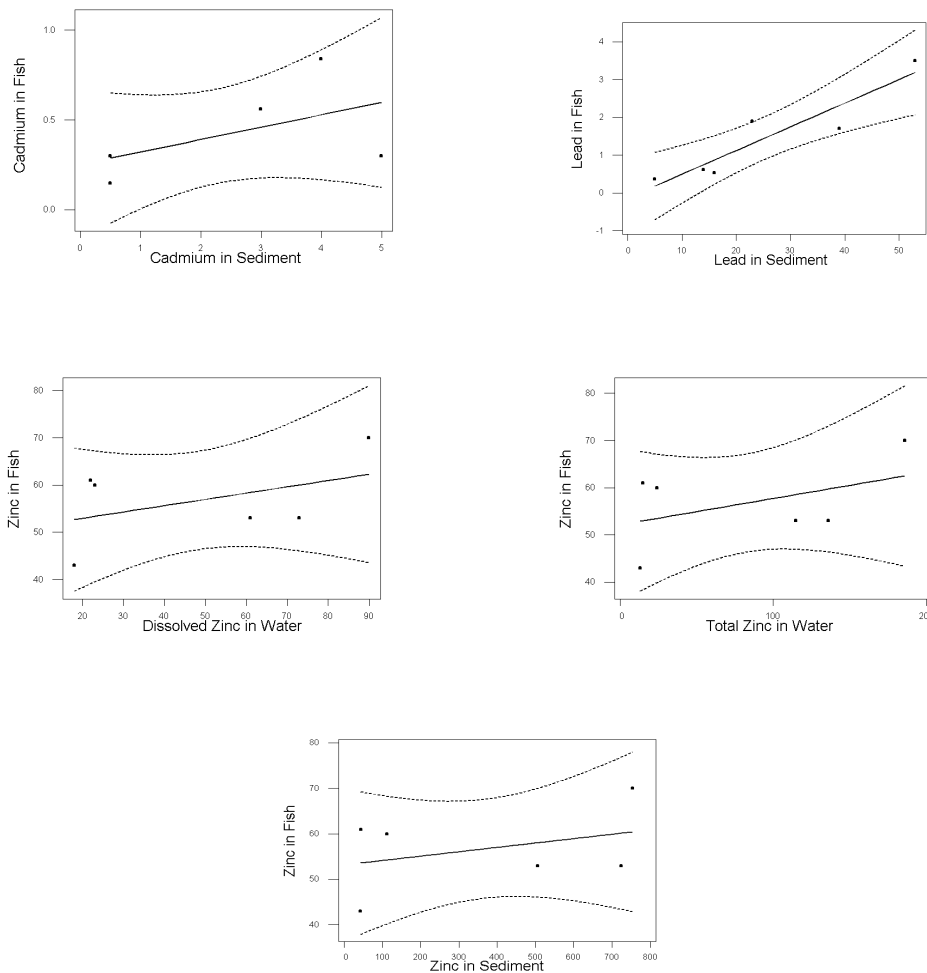 Cadmium in Fish
1.0
0.5
0.0
0 1 2 3 4 5
Cadmium in Sediment
Lead in Fish
4
3
2
1
0
-1
0 10 20 30 40 50
Lead in Sediment
Zinc in Fish
80
70
60
50
40
20 30 40 50 60 70 80 90
Dissolved Zinc in Water
Zinc in Fish
80
70
60
50
40
0 100 200
Total Zinc in Water
Zinc in Fish
80
70
60
50
40
0 100 200 300 400 500 600 700 800
Zinc in Sediment